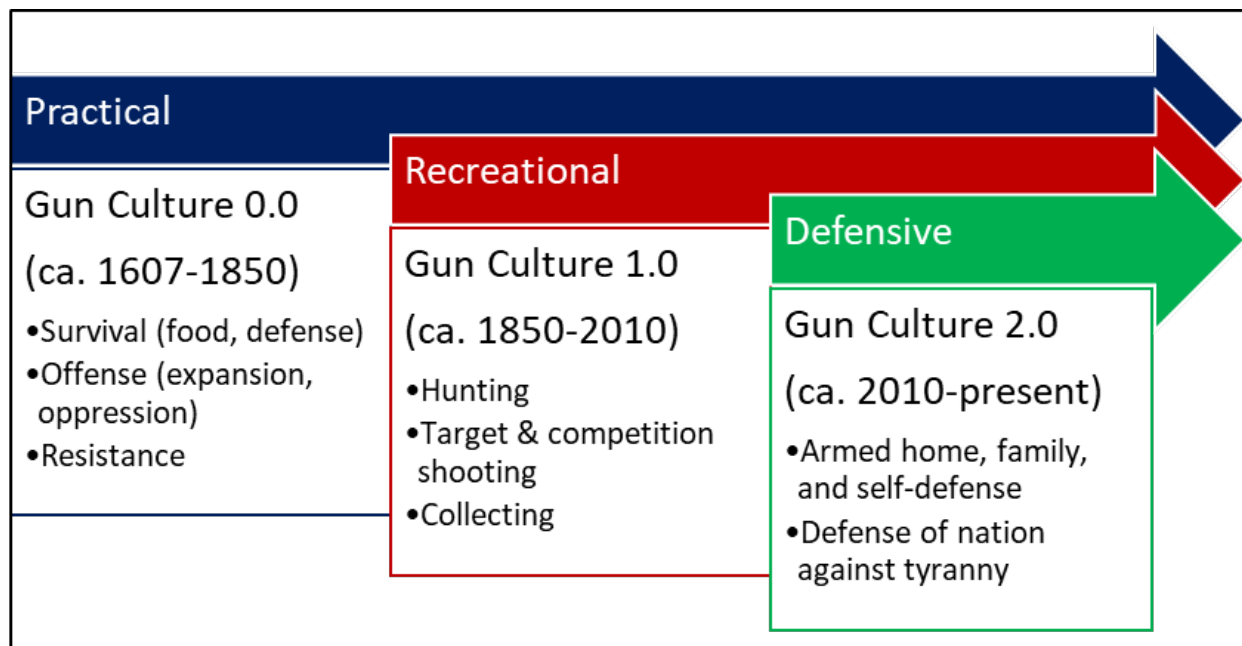 Practical
Gun Culture 0.0
(ca. 1607-1850)
•Survival (food, defense)
•Offense (expansion,
oppression)
•Resistance
Recreational
Gun Culture 1.0
(ca. 1850-2010)
•Hunting
•Target & competition
shooting
•Collecting
Defensive
Gun Culture 2.0
(ca. 2010-present)
•Armed home, family,
and self-defense
•Defense of nation
against tyranny